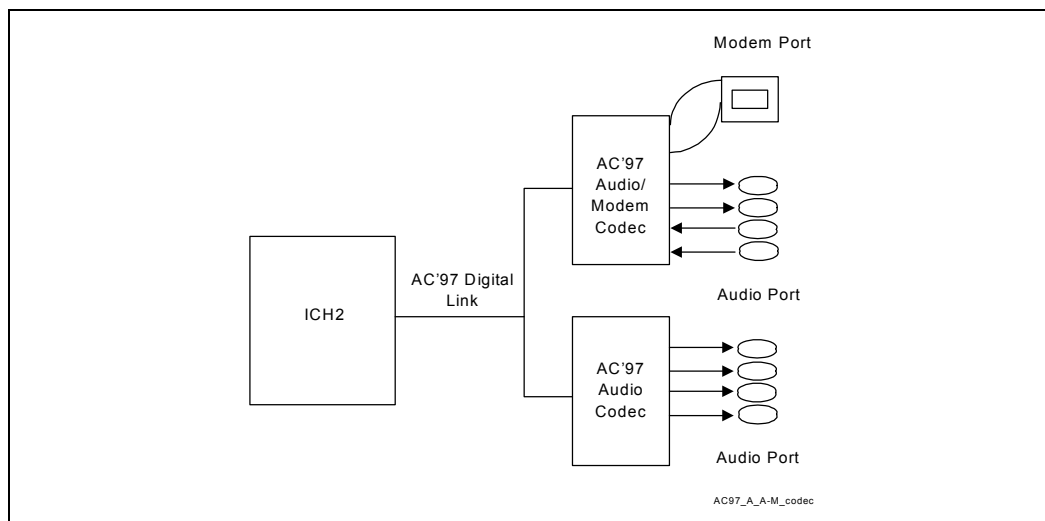 Modem Port
AC'97
Audio/
Modem
Codec
Audio Port
AC'97 Digital
Link
ICH2
AC'97
Audio
Codec
Audio Port
AC97_A_A-M_codec